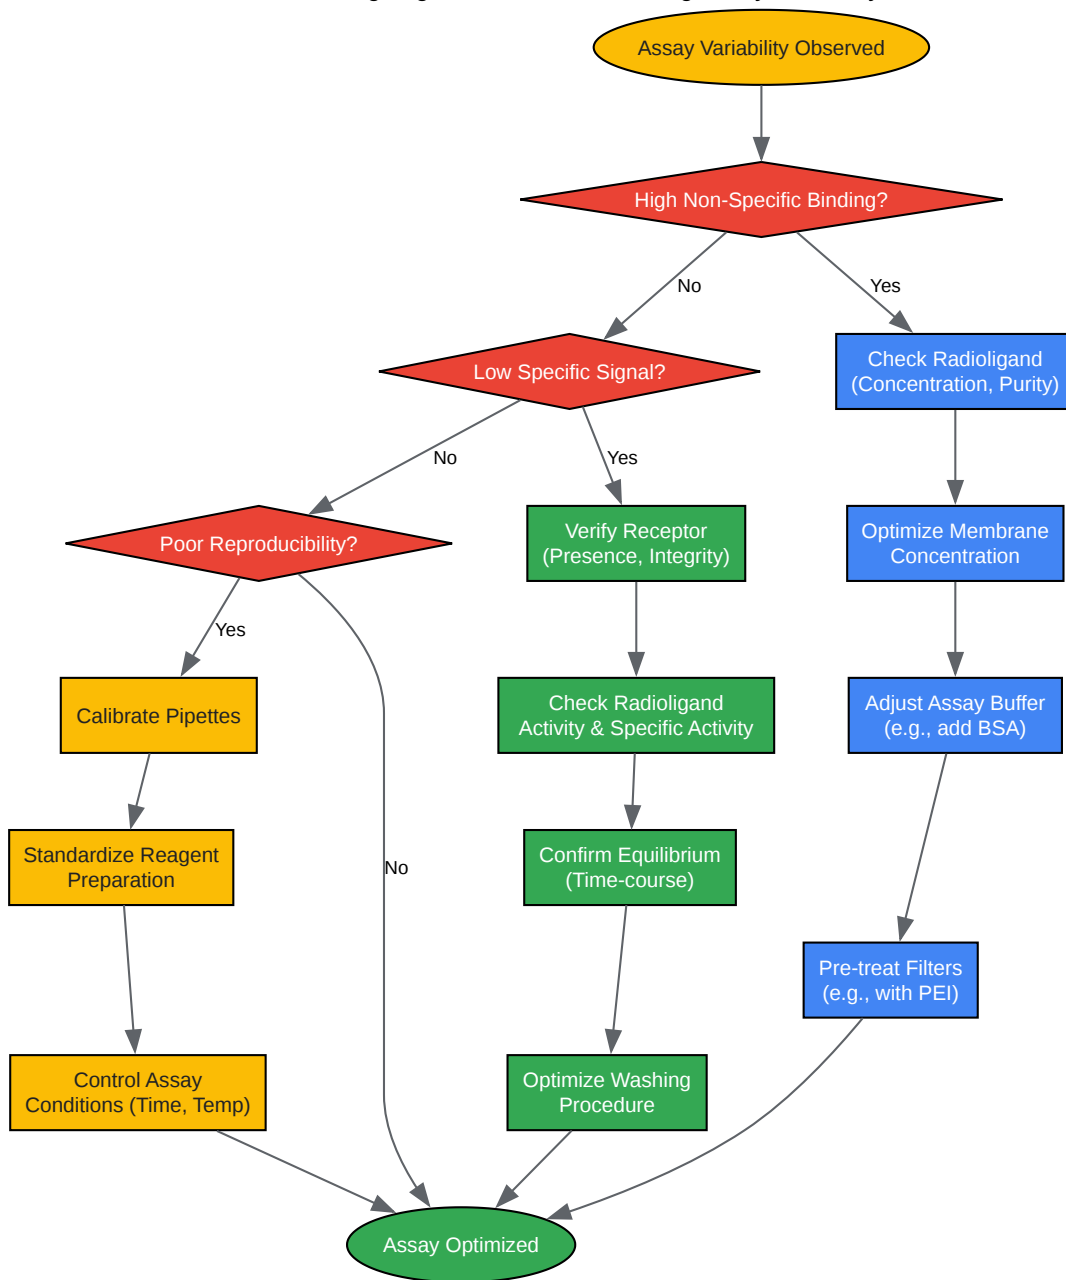 Assay Variability Observed
High Non-Specific Binding?
No
Yes
Low Specific Signal?
Check Radioligand
(Concentration, Purity)
No
Yes
Poor Reproducibility?
Verify Receptor
(Presence, Integrity)
Optimize Membrane
Concentration
Yes
Calibrate Pipettes
Check Radioligand
Activity & Specific Activity
Adjust Assay Buffer
(e.g., add BSA)
Standardize Reagent
Preparation
No
Confirm Equilibrium
(Time-course)
Pre-treat Filters
(e.g., with PEI)
Control Assay
Conditions (Time, Temp)
Optimize Washing
Procedure
Assay Optimized